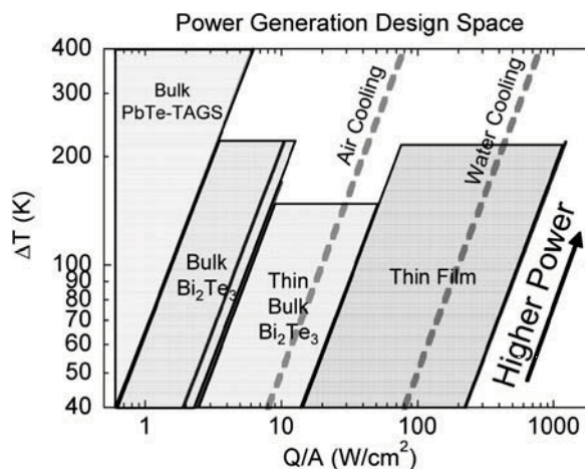 Power Generation Design Space
400
300
200
100
90
80
70
60
50
40
ΔT (K)
Bulk
PbTe-TAGS
Bulk
Bi₂Te₃
Thin
Bulk
Bi₂Te₃
Air Cooling
Water Cooling
Thin Film
Higher Power
1
10
100
1000
Q/A (W/cm²)